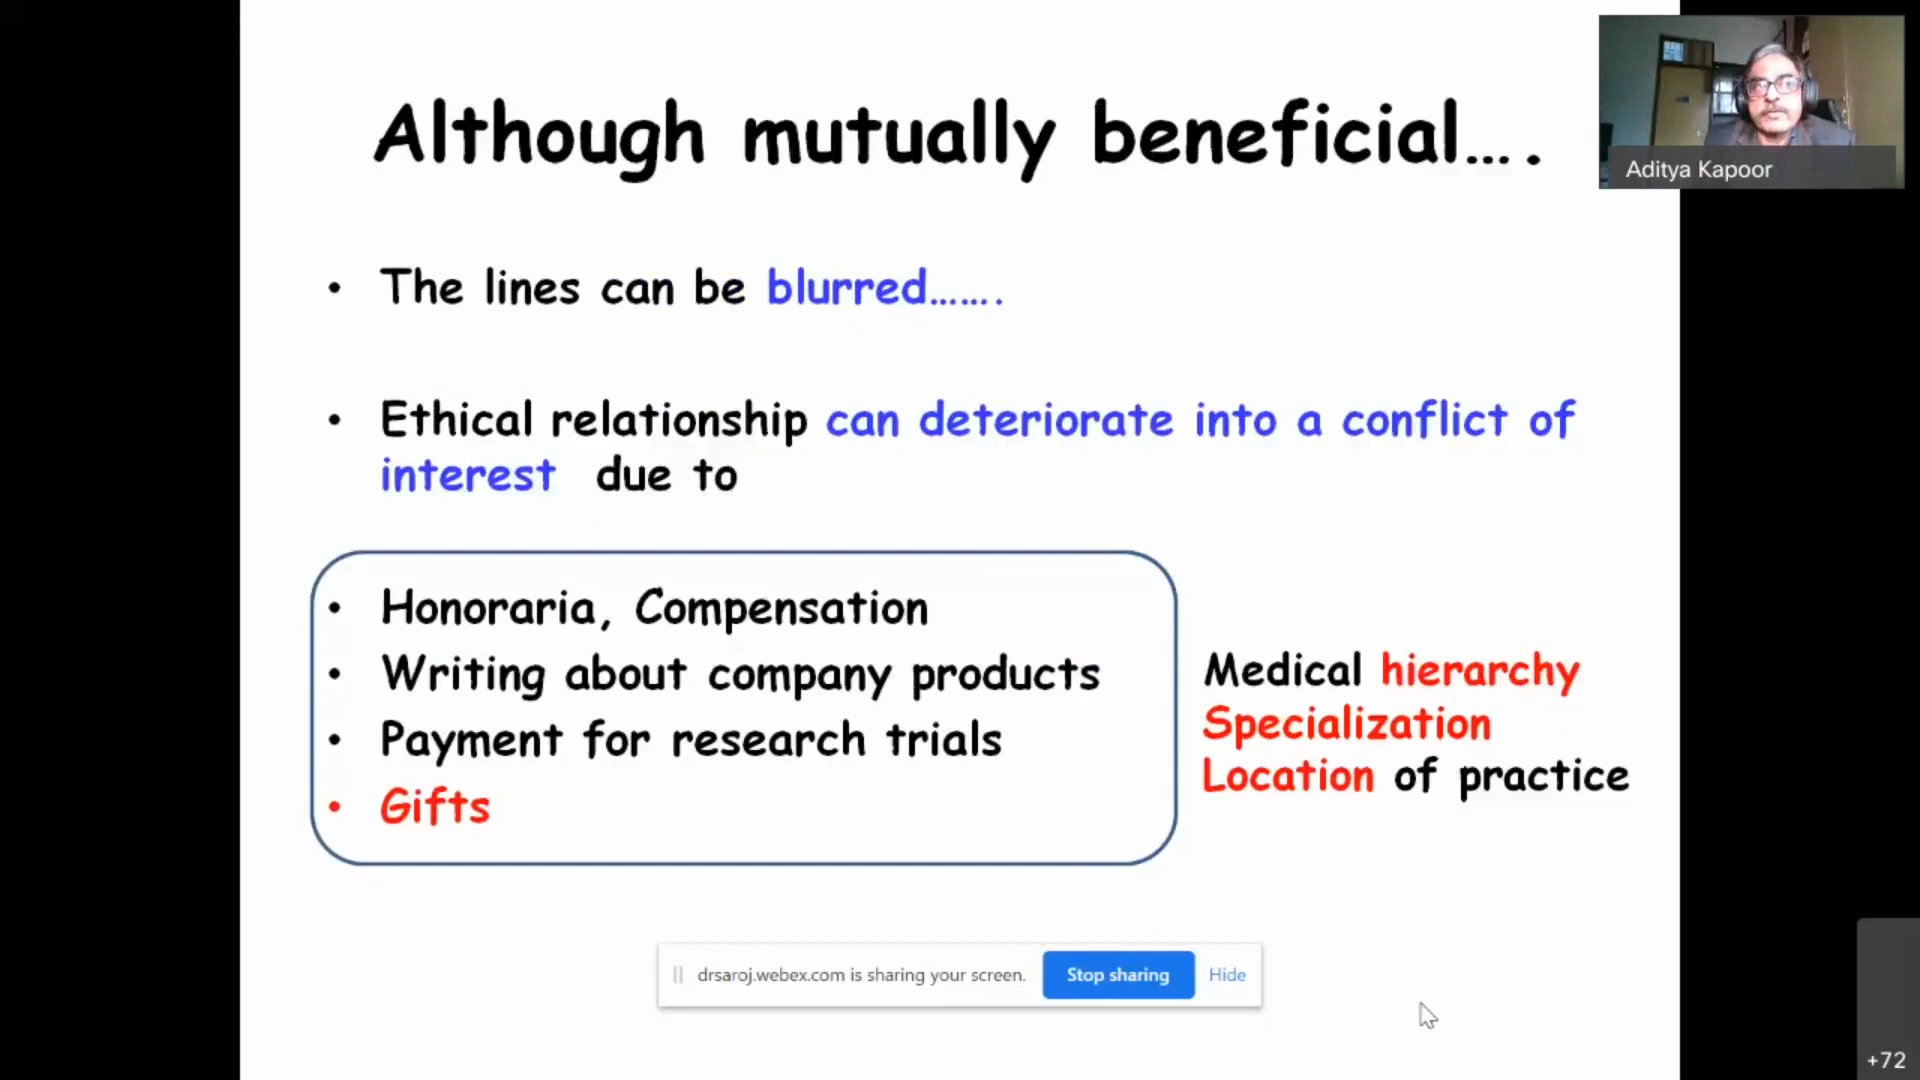 Although mutually beneficial.... .
Aditya Kapoor
• The lines can be blurred.......
• Ethical relationship can deteriorate into a conflict of
interest due to
• Honoraria, Compensation
• Writing about company products
• Payment for research trials
• Gifts
Medical hierarchy
Specialization
Location of practice
drsaroj.webex.com is sharing your screen. Stop sharing Hide
+72